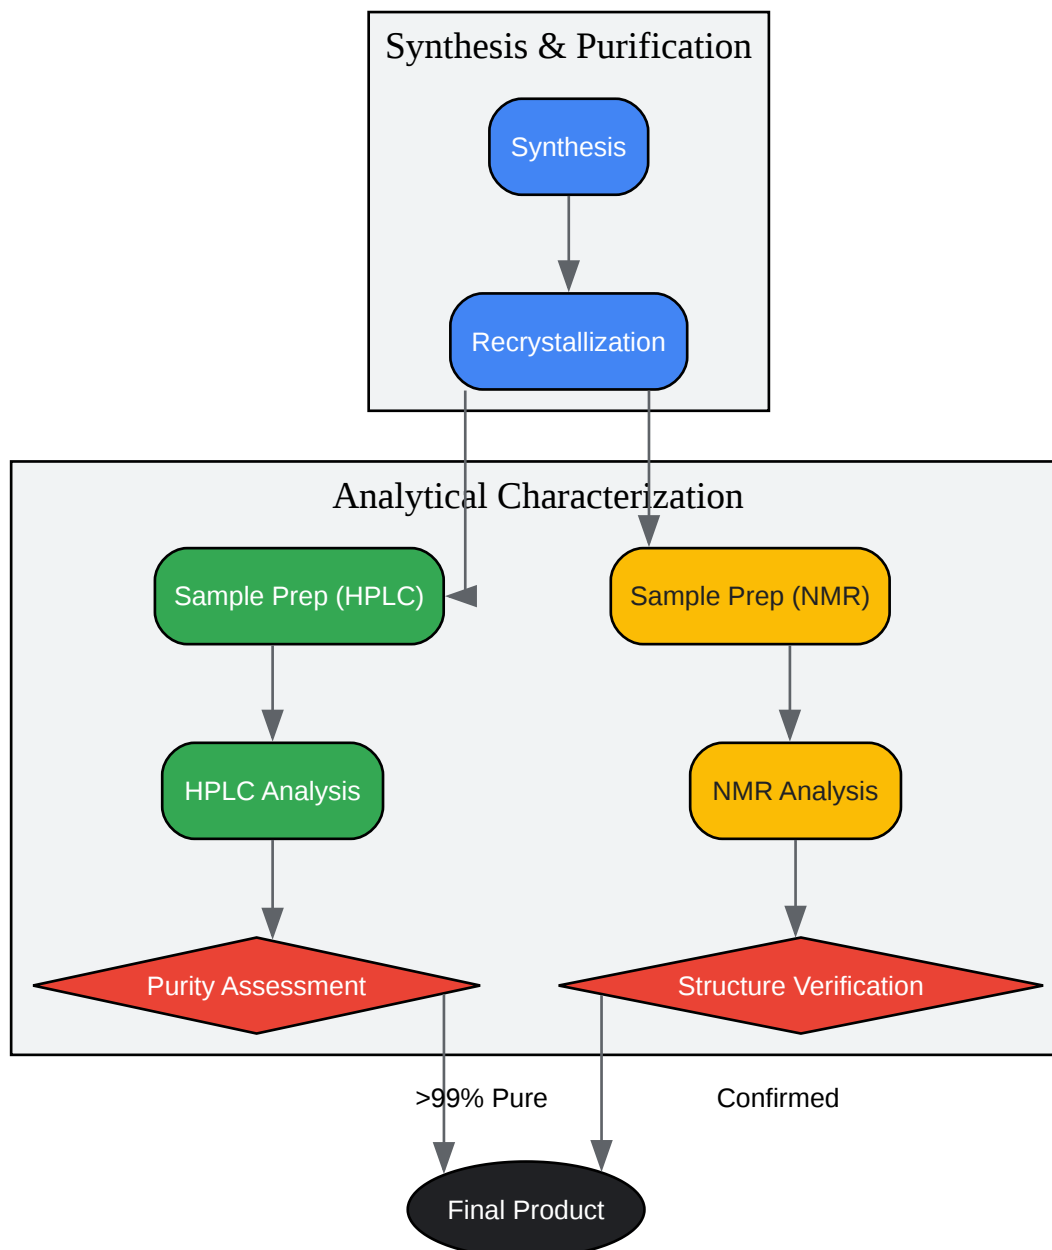 Synthesis & Purification
Synthesis
Recrystallization
Analytical Characterization
Sample Prep (HPLC)
Sample Prep (NMR)
HPLC Analysis
NMR Analysis
Purity Assessment
Structure Verification
>99% Pure
Confirmed
Final Product